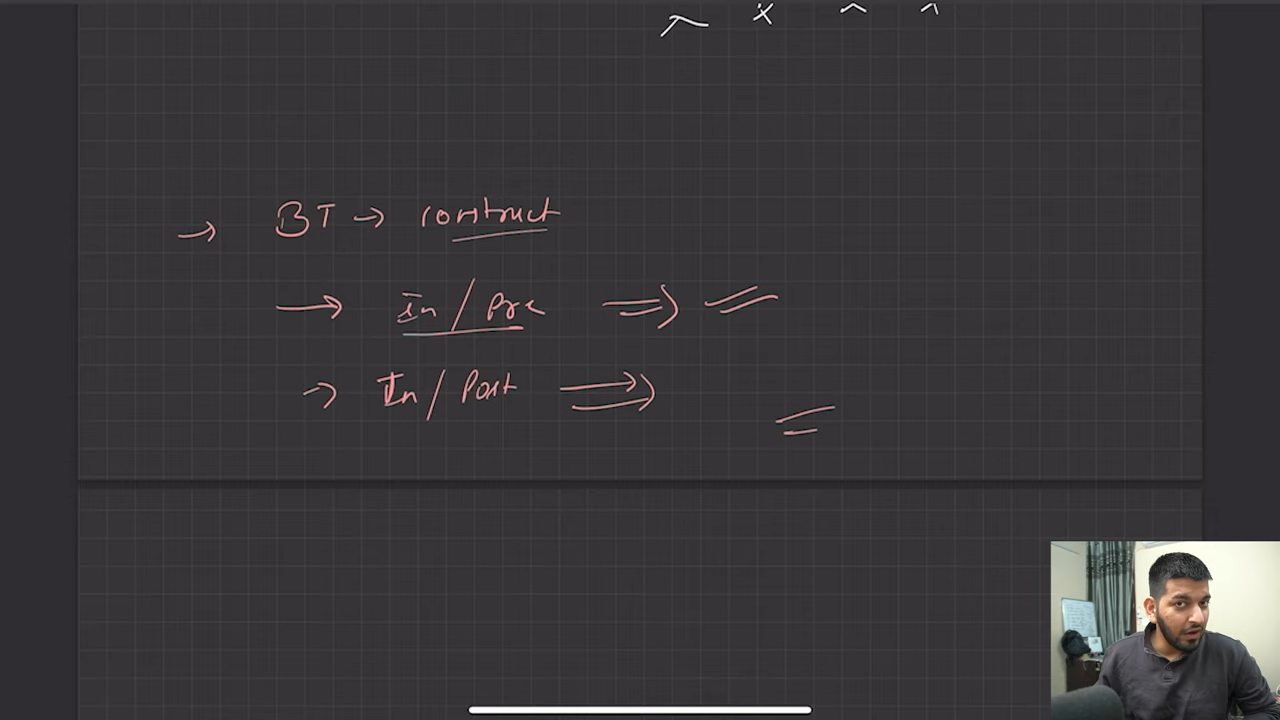 → BT → construct
→ In / Pre ⇒
→ In / Post ⇒